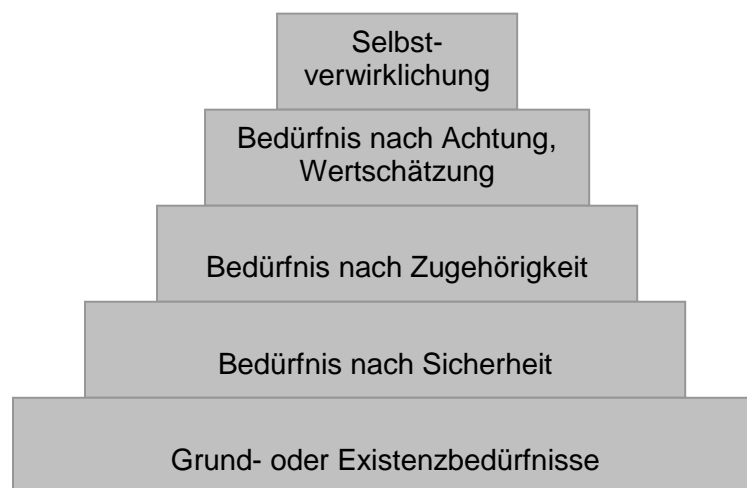 Selbst-
verwirklichung
Bedürfnis nach Achtung,
Wertschätzung
Bedürfnis nach Zugehörigkeit
Bedürfnis nach Sicherheit
Grund- oder Existenzbedürfnisse